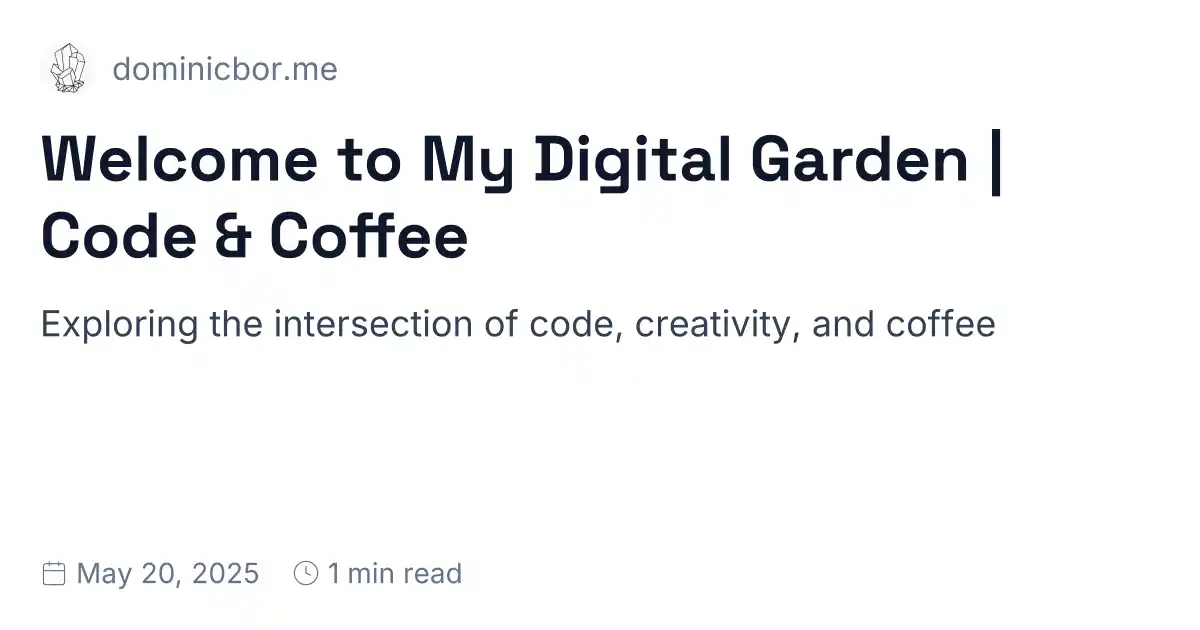 dominicbor.me
Welcome to My Digital Garden |
Code & Coffee
Exploring the intersection of code, creativity, and coffee
May 20, 2025 1 min read